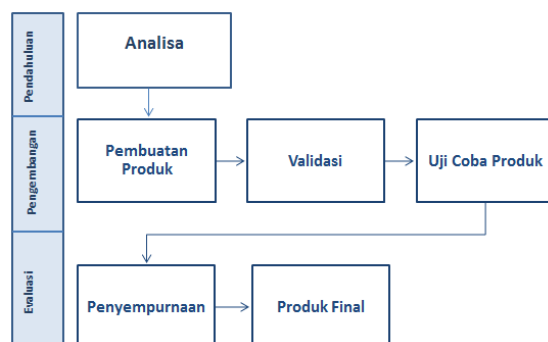 Pendahuluan
Analisa
Pengembangan
Pembuatan
Produk
Validasi
Uji Coba Produk
Evaluasi
Penyempurnaan
Produk Final